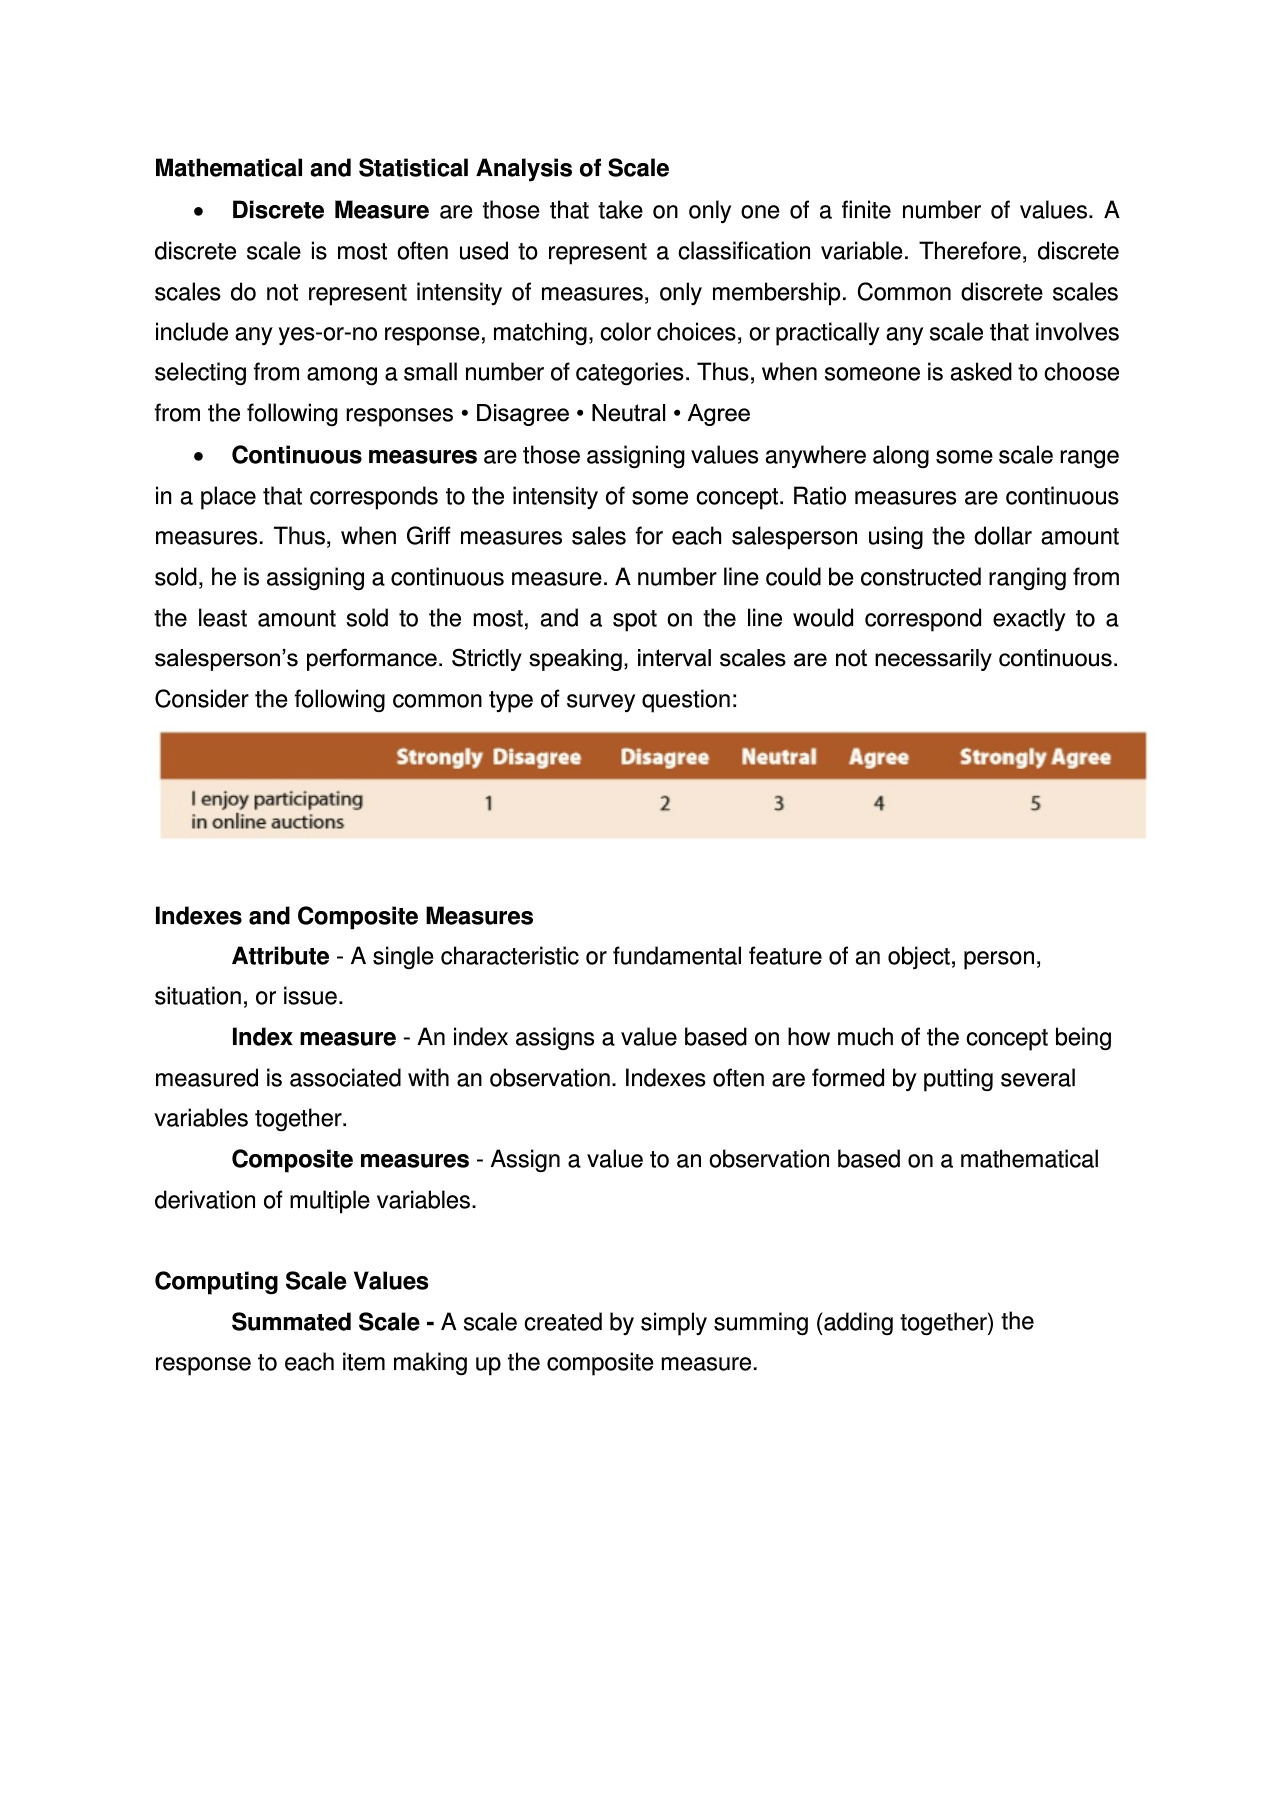 Mathematical and Statistical Analysis of Scale
• Discrete Measure are those that take on only one of a finite number of values. A
discrete scale is most often used to represent a classification variable. Therefore, discrete
scales do not represent intensity of measures, only membership. Common discrete scales
include any yes-or-no response, matching, color choices, or practically any scale that involves
selecting from among a small number of categories. Thus, when someone is asked to choose
from the following responses • Disagree • Neutral • Agree
• Continuous measures are those assigning values anywhere along some scale range
in a place that corresponds to the intensity of some concept. Ratio measures are continuous
measures. Thus, when Griff measures sales for each salesperson using the dollar amount
sold, he is assigning a continuous measure. A number line could be constructed ranging from
the least amount sold to the most, and a spot on the line would correspond exactly to a
salesperson’s performance. Strictly speaking, interval scales are not necessarily continuous.
Consider the following common type of survey question:
Strongly Disagree Disagree Neutral Agree Strongly Agree
I enjoy participating 1 2 3 4 5
in online auctions
Indexes and Composite Measures
Attribute - A single characteristic or fundamental feature of an object, person,
situation, or issue.
Index measure - An index assigns a value based on how much of the concept being
measured is associated with an observation. Indexes often are formed by putting several
variables together.
Composite measures - Assign a value to an observation based on a mathematical
derivation of multiple variables.
Computing Scale Values
Summated Scale - A scale created by simply summing (adding together) the
response to each item making up the composite measure.